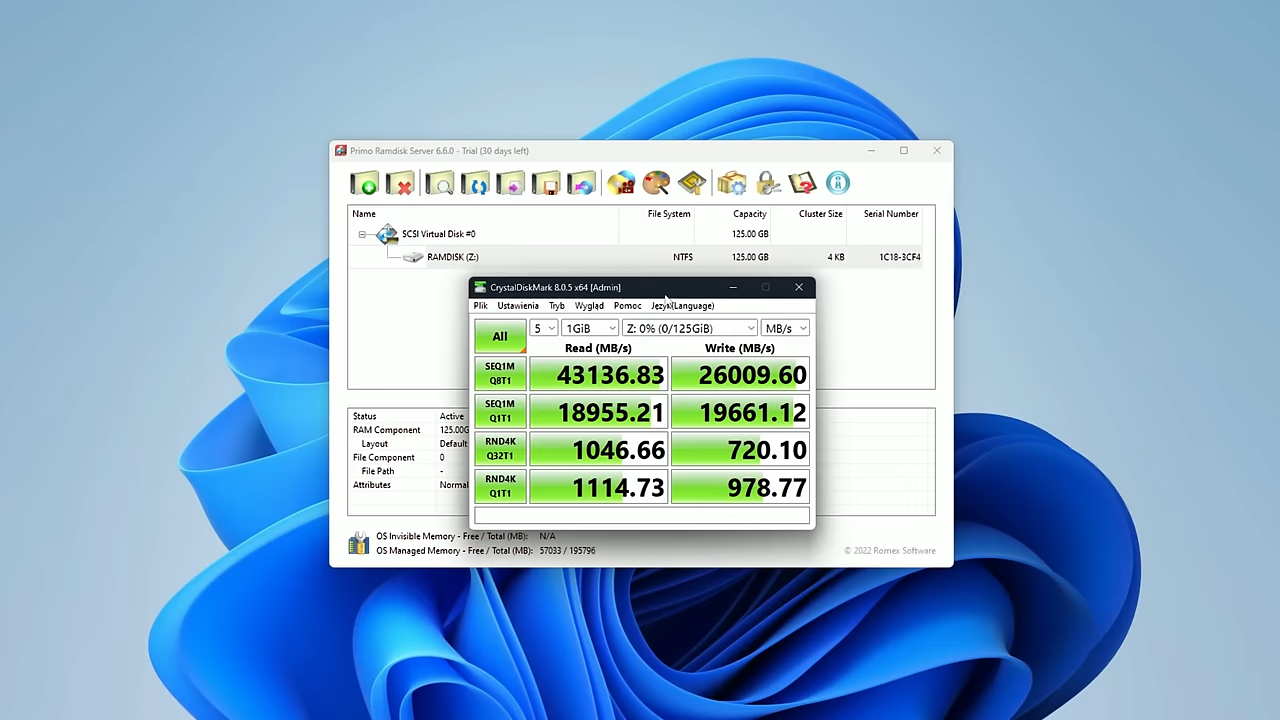 Primo Ramdisk Server 6.6.0 - Trial (30 days left)
Name File System Capacity Cluster Size Serial Number
SCSI Virtual Disk #0 125.00 GB
RAMDISK (Z:) NTFS 125.00 GB 4 KB 1C18-3CF4
CrystalDiskMark 8.0.5 x64 [Admin]
Plik Ustawienia Tryb Wygląd Pomoc Język(Language)
All 5 1GiB Z: 0% (0/125GiB) MB/s
Read (MB/s) Write (MB/s)
SEQ1M
Q8T1
43136.83 26009.60
SEQ1M
Q1T1
18955.21 19661.12
RND4K
Q32T1
1046.66 720.10
RND4K
Q1T1
1114.73 978.77
Status Active
RAM Component 125.00G
Layout Default
File Component 0
File Path -
Attributes Normal
OS Invisible Memory - Free / Total (MB): N/A
OS Managed Memory - Free / Total (MB): 57033 / 195796
© 2022 Romex Software